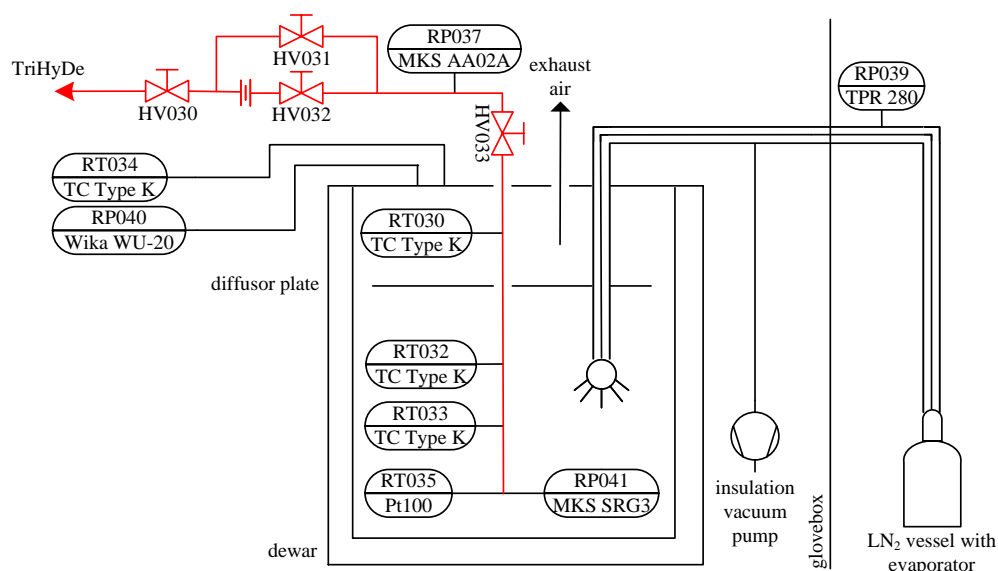 TriHyDe
HV030
HV031
HV032
RP037
MKS AA02A
HV033
exhaust
air
RP039
TPR 280
RT034
TC Type K
RP040
Wika WU-20
RT030
TC Type K
diffusor plate
RT032
TC Type K
RT033
TC Type K
RT035
Pt100
RP041
MKS SRG3
dewar
insulation
vacuum
pump
glovebox
LN₂ vessel with
evaporator